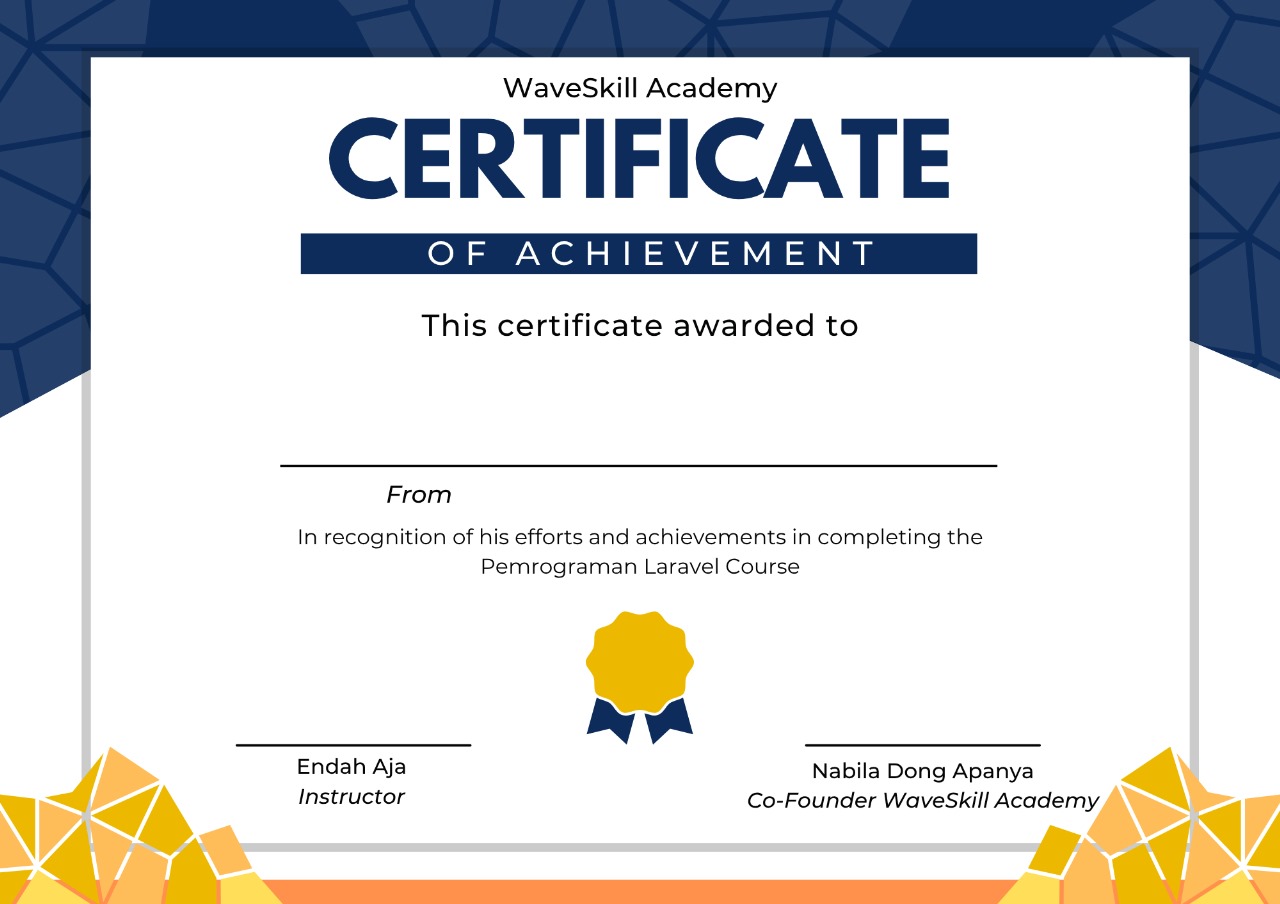 WaveSkill Academy
CERTIFICATE
OF ACHIEVEMENT
This certificate awarded to
From
In recognition of his efforts and achievements in completing the
Pemrograman Laravel Course
Endah Aja
Instructor
Nabila Dong Apanya
Co-Founder WaveSkill Academy